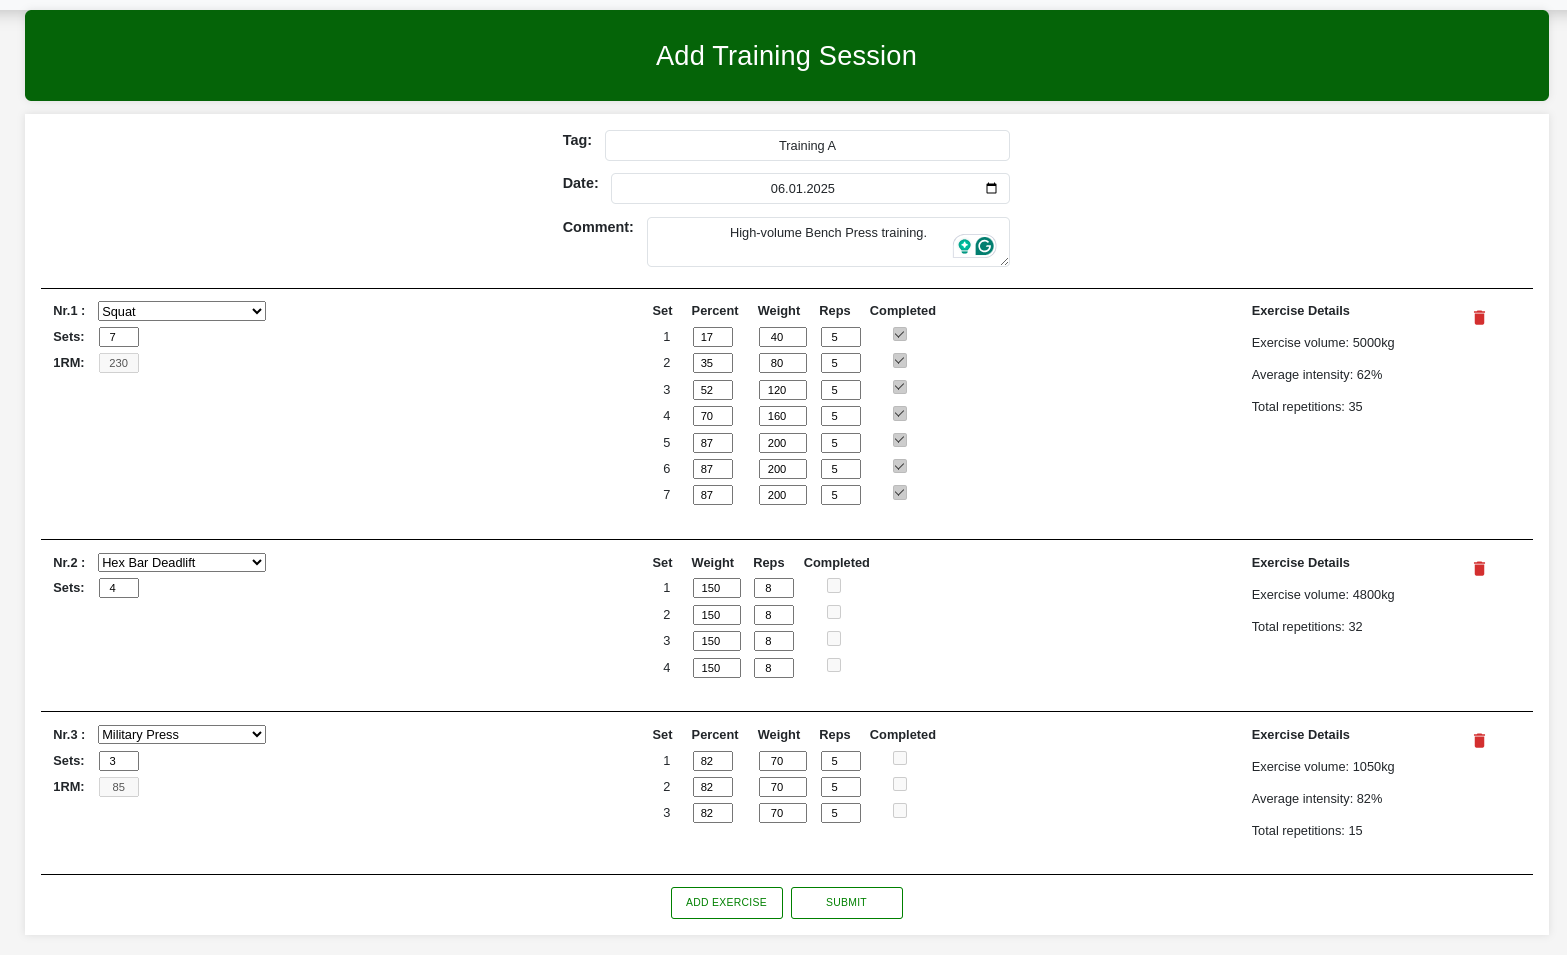 Add Training Session
Tag: Training A
Date: 06.01.2025
Comment: High-volume Bench Press training.
Nr.1 : Squat Set Percent Weight Reps Completed Exercise Details
Sets: 7 1 17 40 5
Exercise volume: 5000kg
1RM: 230 2 35 80 5
Average intensity: 62%
3 52 120 5
Total repetitions: 35
4 70 160 5
5 87 200 5
6 87 200 5
7 87 200 5
Nr.2 : Hex Bar Deadlift Set Weight Reps Completed Exercise Details
Sets: 4 1 150 8
Exercise volume: 4800kg
2 150 8
Total repetitions: 32
3 150 8
4 150 8
Nr.3 : Military Press Set Percent Weight Reps Completed Exercise Details
Sets: 3 1 82 70 5
Exercise volume: 1050kg
1RM: 85 2 82 70 5
Average intensity: 82%
3 82 70 5
Total repetitions: 15
ADD EXERCISE SUBMIT